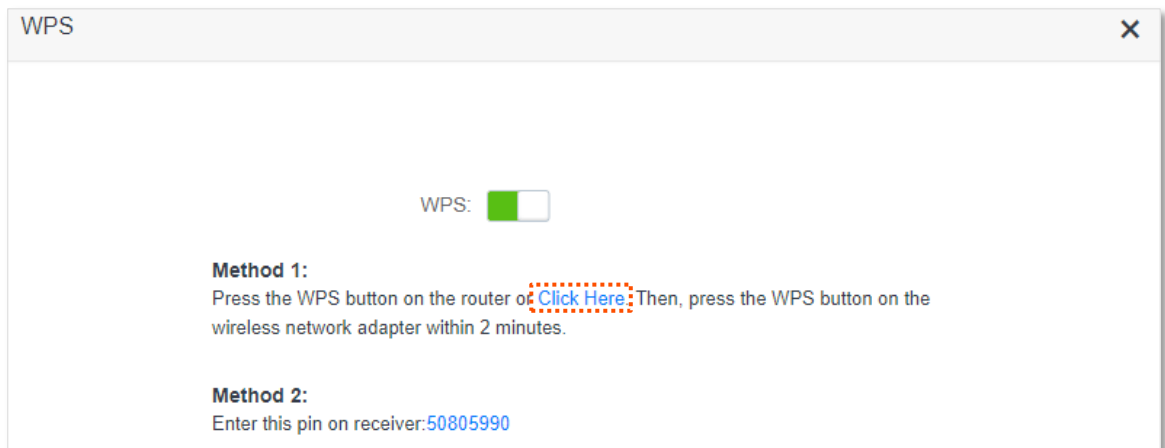 WPS
WPS:
Method 1:
Press the WPS button on the router or Click Here. Then, press the WPS button on the
wireless network adapter within 2 minutes.
Method 2:
Enter this pin on receiver:50805990